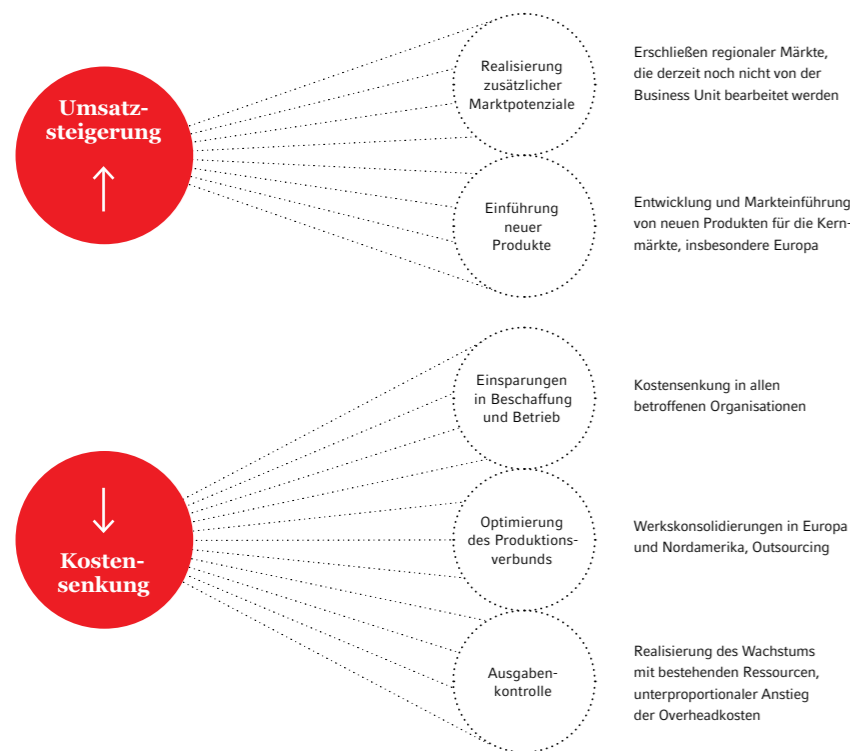 Umsatz-
steigerung
Realisierung
zusätzlicher
Marktpotenziale
Erschließen regionaler Märkte,
die derzeit noch nicht von der
Business Unit bearbeitet werden
Einführung
neuer
Produkte
Entwicklung und Markteinführung
von neuen Produkten für die Kern-
märkte, insbesondere Europa
Kosten-
senkung
Einsparungen
in Beschaffung
und Betrieb
Kostensenkung in allen
betroffenen Organisationen
Optimierung
des Produktions-
verbunds
Werkskonsolidierungen in Europa
und Nordamerika, Outsourcing
Ausgaben-
kontrolle
Realisierung des Wachstums
mit bestehenden Ressourcen,
unterproportionaler Anstieg
der Overheadkosten